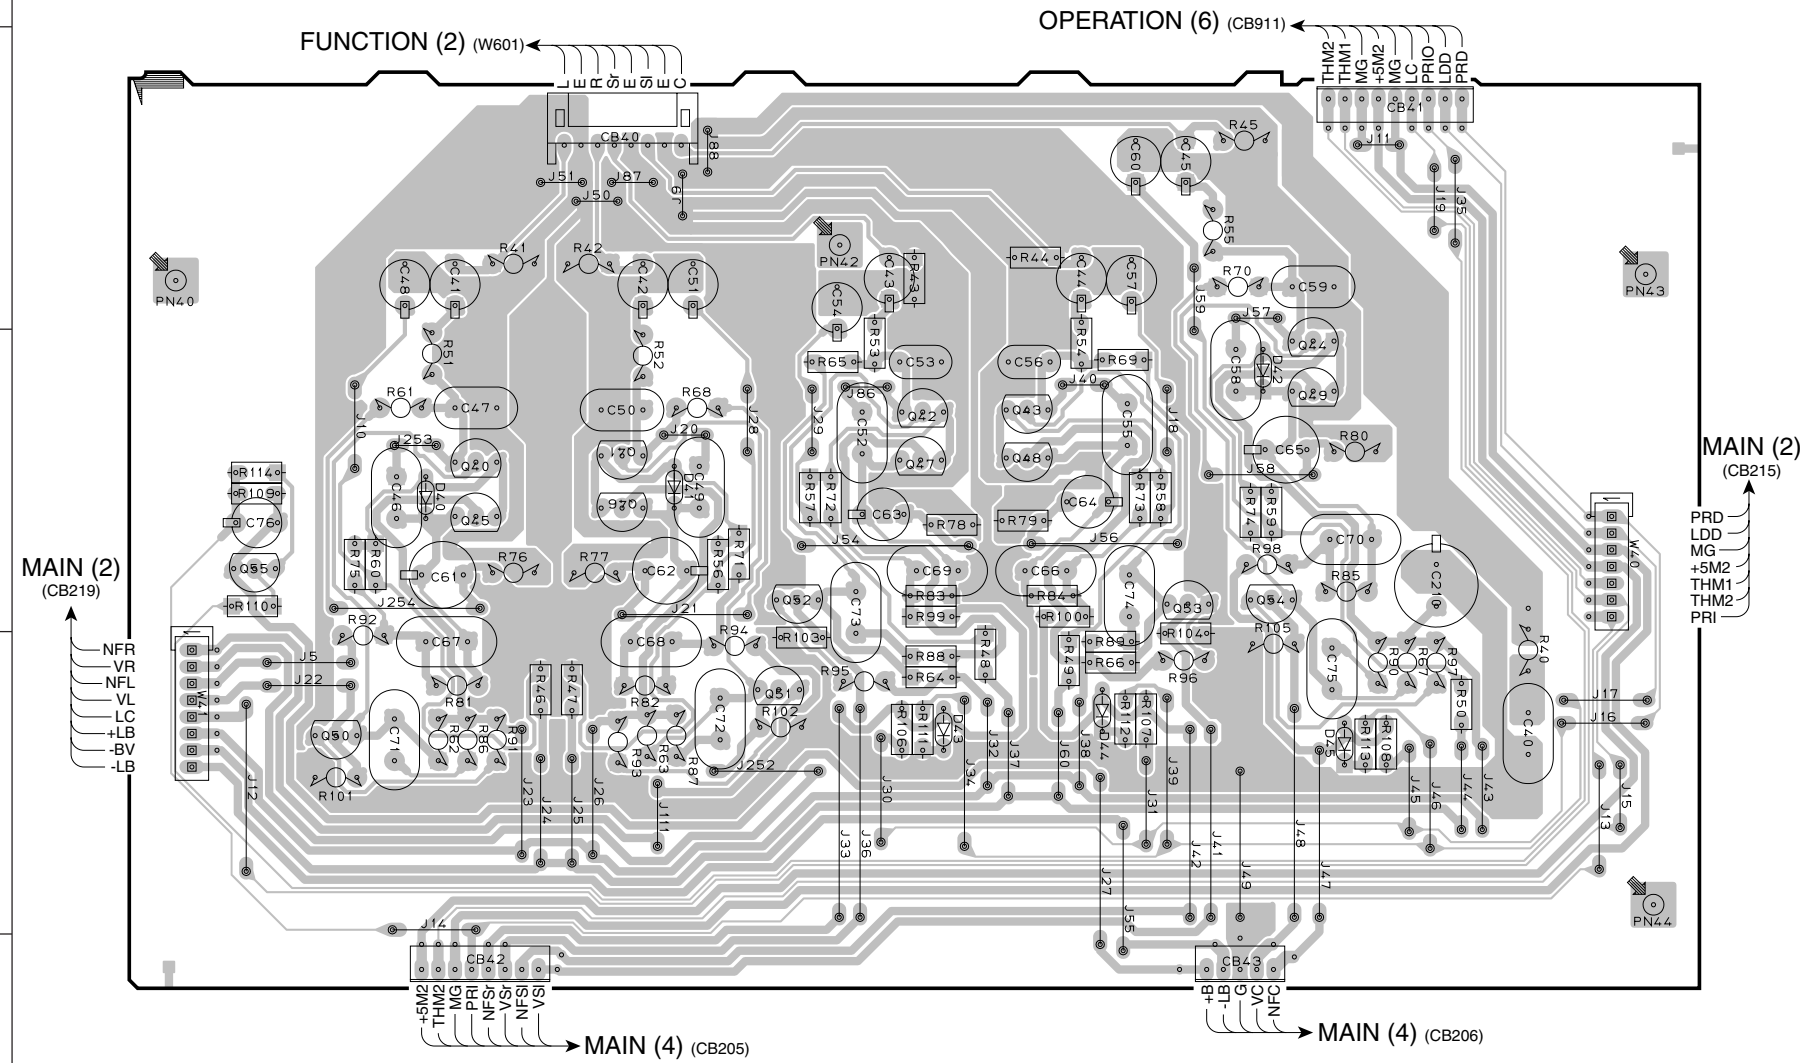 OPERATION (6) (CB911)
FUNCTION (2) (W601)
THM2
THM1
MG
+5M2
MG
LC
PRIO
LDD
PRD
L
E
R
Sr
E
Sl
E
C
CB40
CB41
J88
J11
R45
C60
C45
J51
J87
J50
J9
J19
J35
R55
R41
R42
PN42
PN40
PN43
C48
C41
C42
C51
C54
C43
R43
R44
C44
C57
J59
R70
C59
J57
R51
R52
R53
R65
C53
C56
R54
R69
C58
D42
Q44
Q49
R61
C47
C50
R68
J10
J28
J29
J86
Q42
J40
Q43
C55
J18
J253
J20
Q40
C52
Q47
Q48
C65
R80
J58
MAIN (2)
(CB215)
R114
R109
C76
C46
D40
Q45
D41
C49
R57
R72
C63
R78
R79
C64
R73
R58
R74
R59
PRD
LDD
MG
+5M2
THM1
THM2
PRI
W40
J54
J56
C70
R98
R75
R60
C61
R76
R77
C62
R56
R71
MAIN (2)
(CB219)
Q55
R110
J254
J21
Q52
C73
C69
R83
R99
C66
R84
R100
C74
Q53
Q54
R85
R92
C67
C68
R94
R103
R88
R64
R48
R49
R89
R66
R104
R96
R105
C75
R90
R67
R97
R40
NFR
VR
NFL
VL
LC
+LB
-BV
-LB
W41
J5
J22
R81
R46
R47
R82
R95
Q51
R102
C72
R106
R111
D43
J32
J37
J60
J38
D44
R112
R107
R50
J17
J16
C40
Q50
C71
R62
R86
R91
R93
R63
R87
D45
R113
R108
R101
J252
J12
J23
J24
J25
J26
J111
J30
J34
J31
J39
J45
J46
J44
J43
J15
J13
J33
J36
J27
J55
J42
J41
J49
J48
J47
PN44
J14
CB42
CB43
+5M2
THM2
MG
PRI
NFSr
VSr
NFSl
VSl
+B
-LB
G
VC
NFC
MAIN (4) (CB205)
MAIN (4) (CB206)